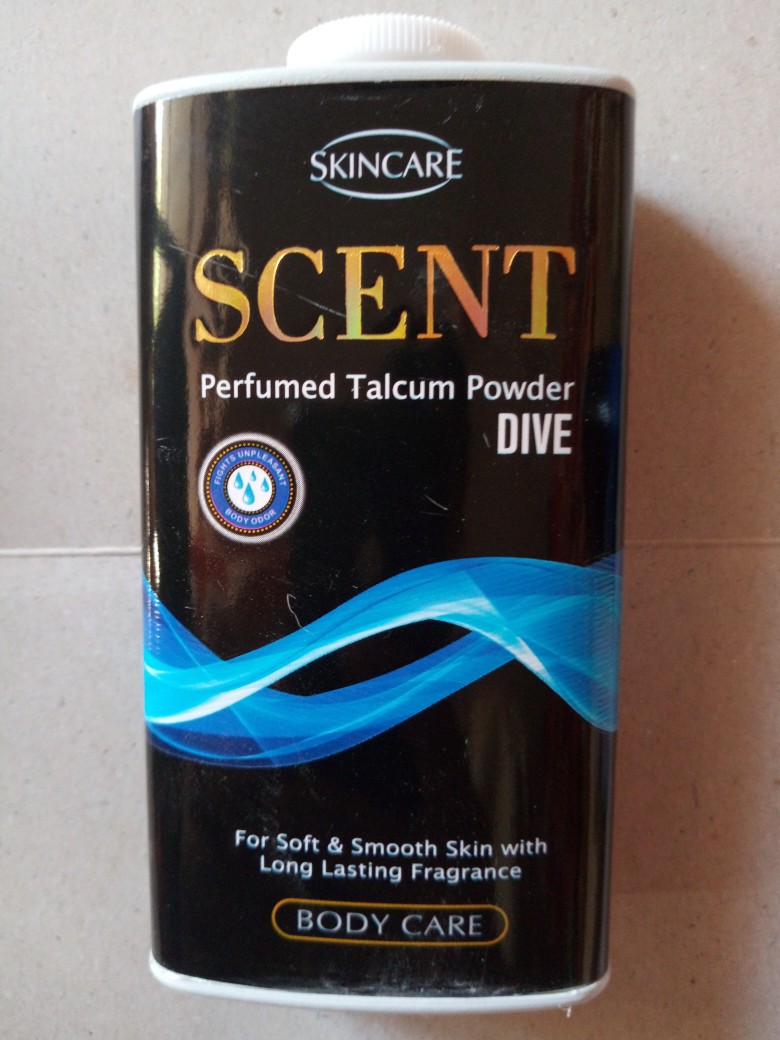 SKINCARE
SCENT
Perfumed Talcum Powder
DIVE
FIGHTS UNPLEASANT
BODY ODOR
For Soft & Smooth Skin with
Long Lasting Fragrance
BODY CARE